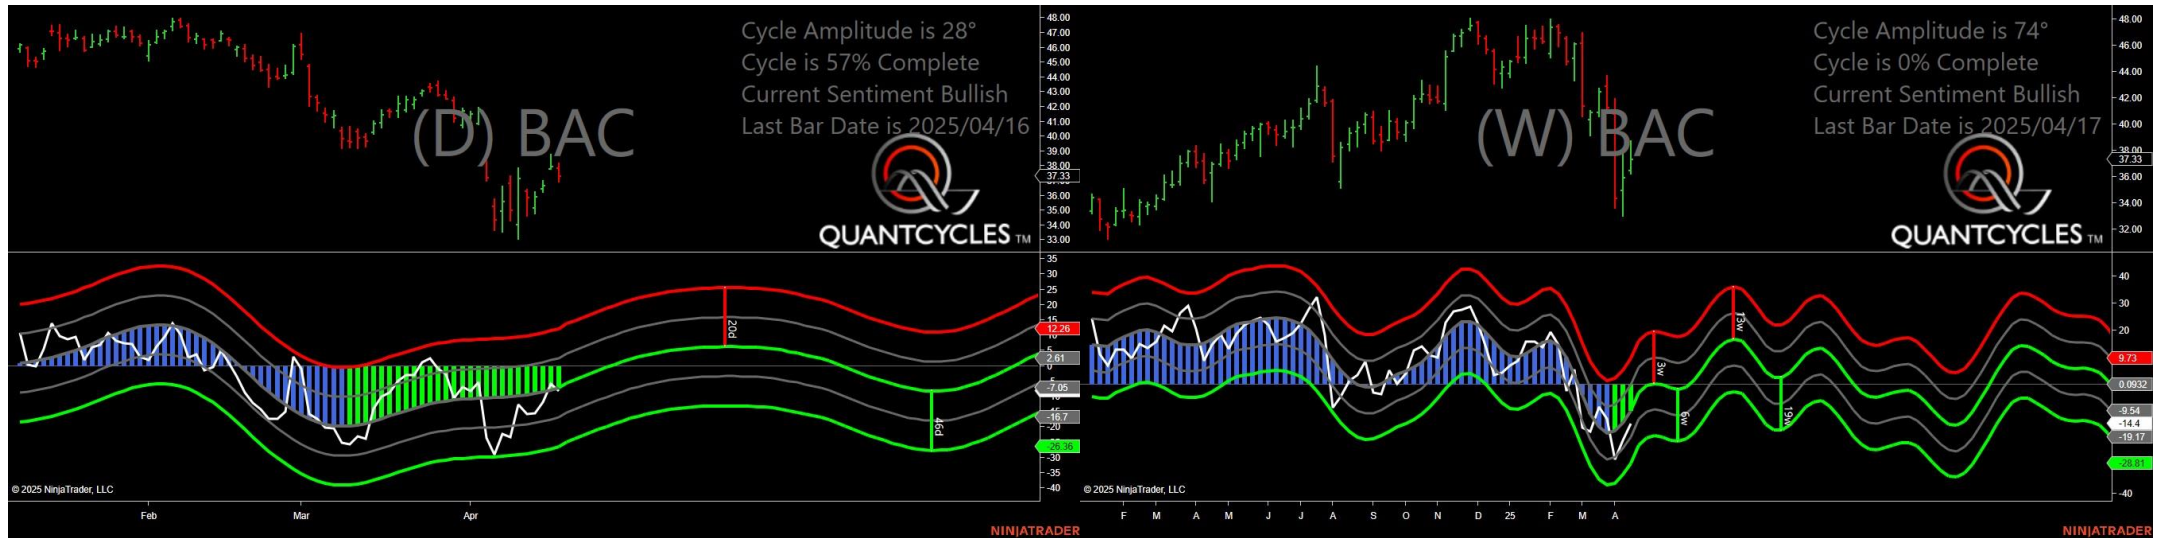 Cycle Amplitude is 28°
Cycle is 57% Complete
Current Sentiment Bullish
Last Bar Date is 2025/04/16
(D) BAC
QUANTCYCLES TM
48.00
47.00
46.00
45.00
44.00
43.00
42.00
41.00
40.00
39.00
38.00
37.33
36.00
35.00
34.00
33.00
35
30
25
20
15
12.26
10
5
2.61
0
-7.05
-16.7
-20
-26.36
-30
-35
-40
20d
46d
© 2025 NinjaTrader, LLC
Feb Mar Apr
NINJATRADER
Cycle Amplitude is 74°
Cycle is 0% Complete
Current Sentiment Bullish
Last Bar Date is 2025/04/17
(W) BAC
QUANTCYCLES TM
48.00
46.00
44.00
42.00
40.00
38.00
37.33
36.00
34.00
32.00
40
30
20
9.73
0.0932
-9.54
-14.4
-19.17
-28.81
-40
3w
6w
13w
19w
© 2025 NinjaTrader, LLC
F M A M J J A S O N D 25 F M A
NINJATRADER